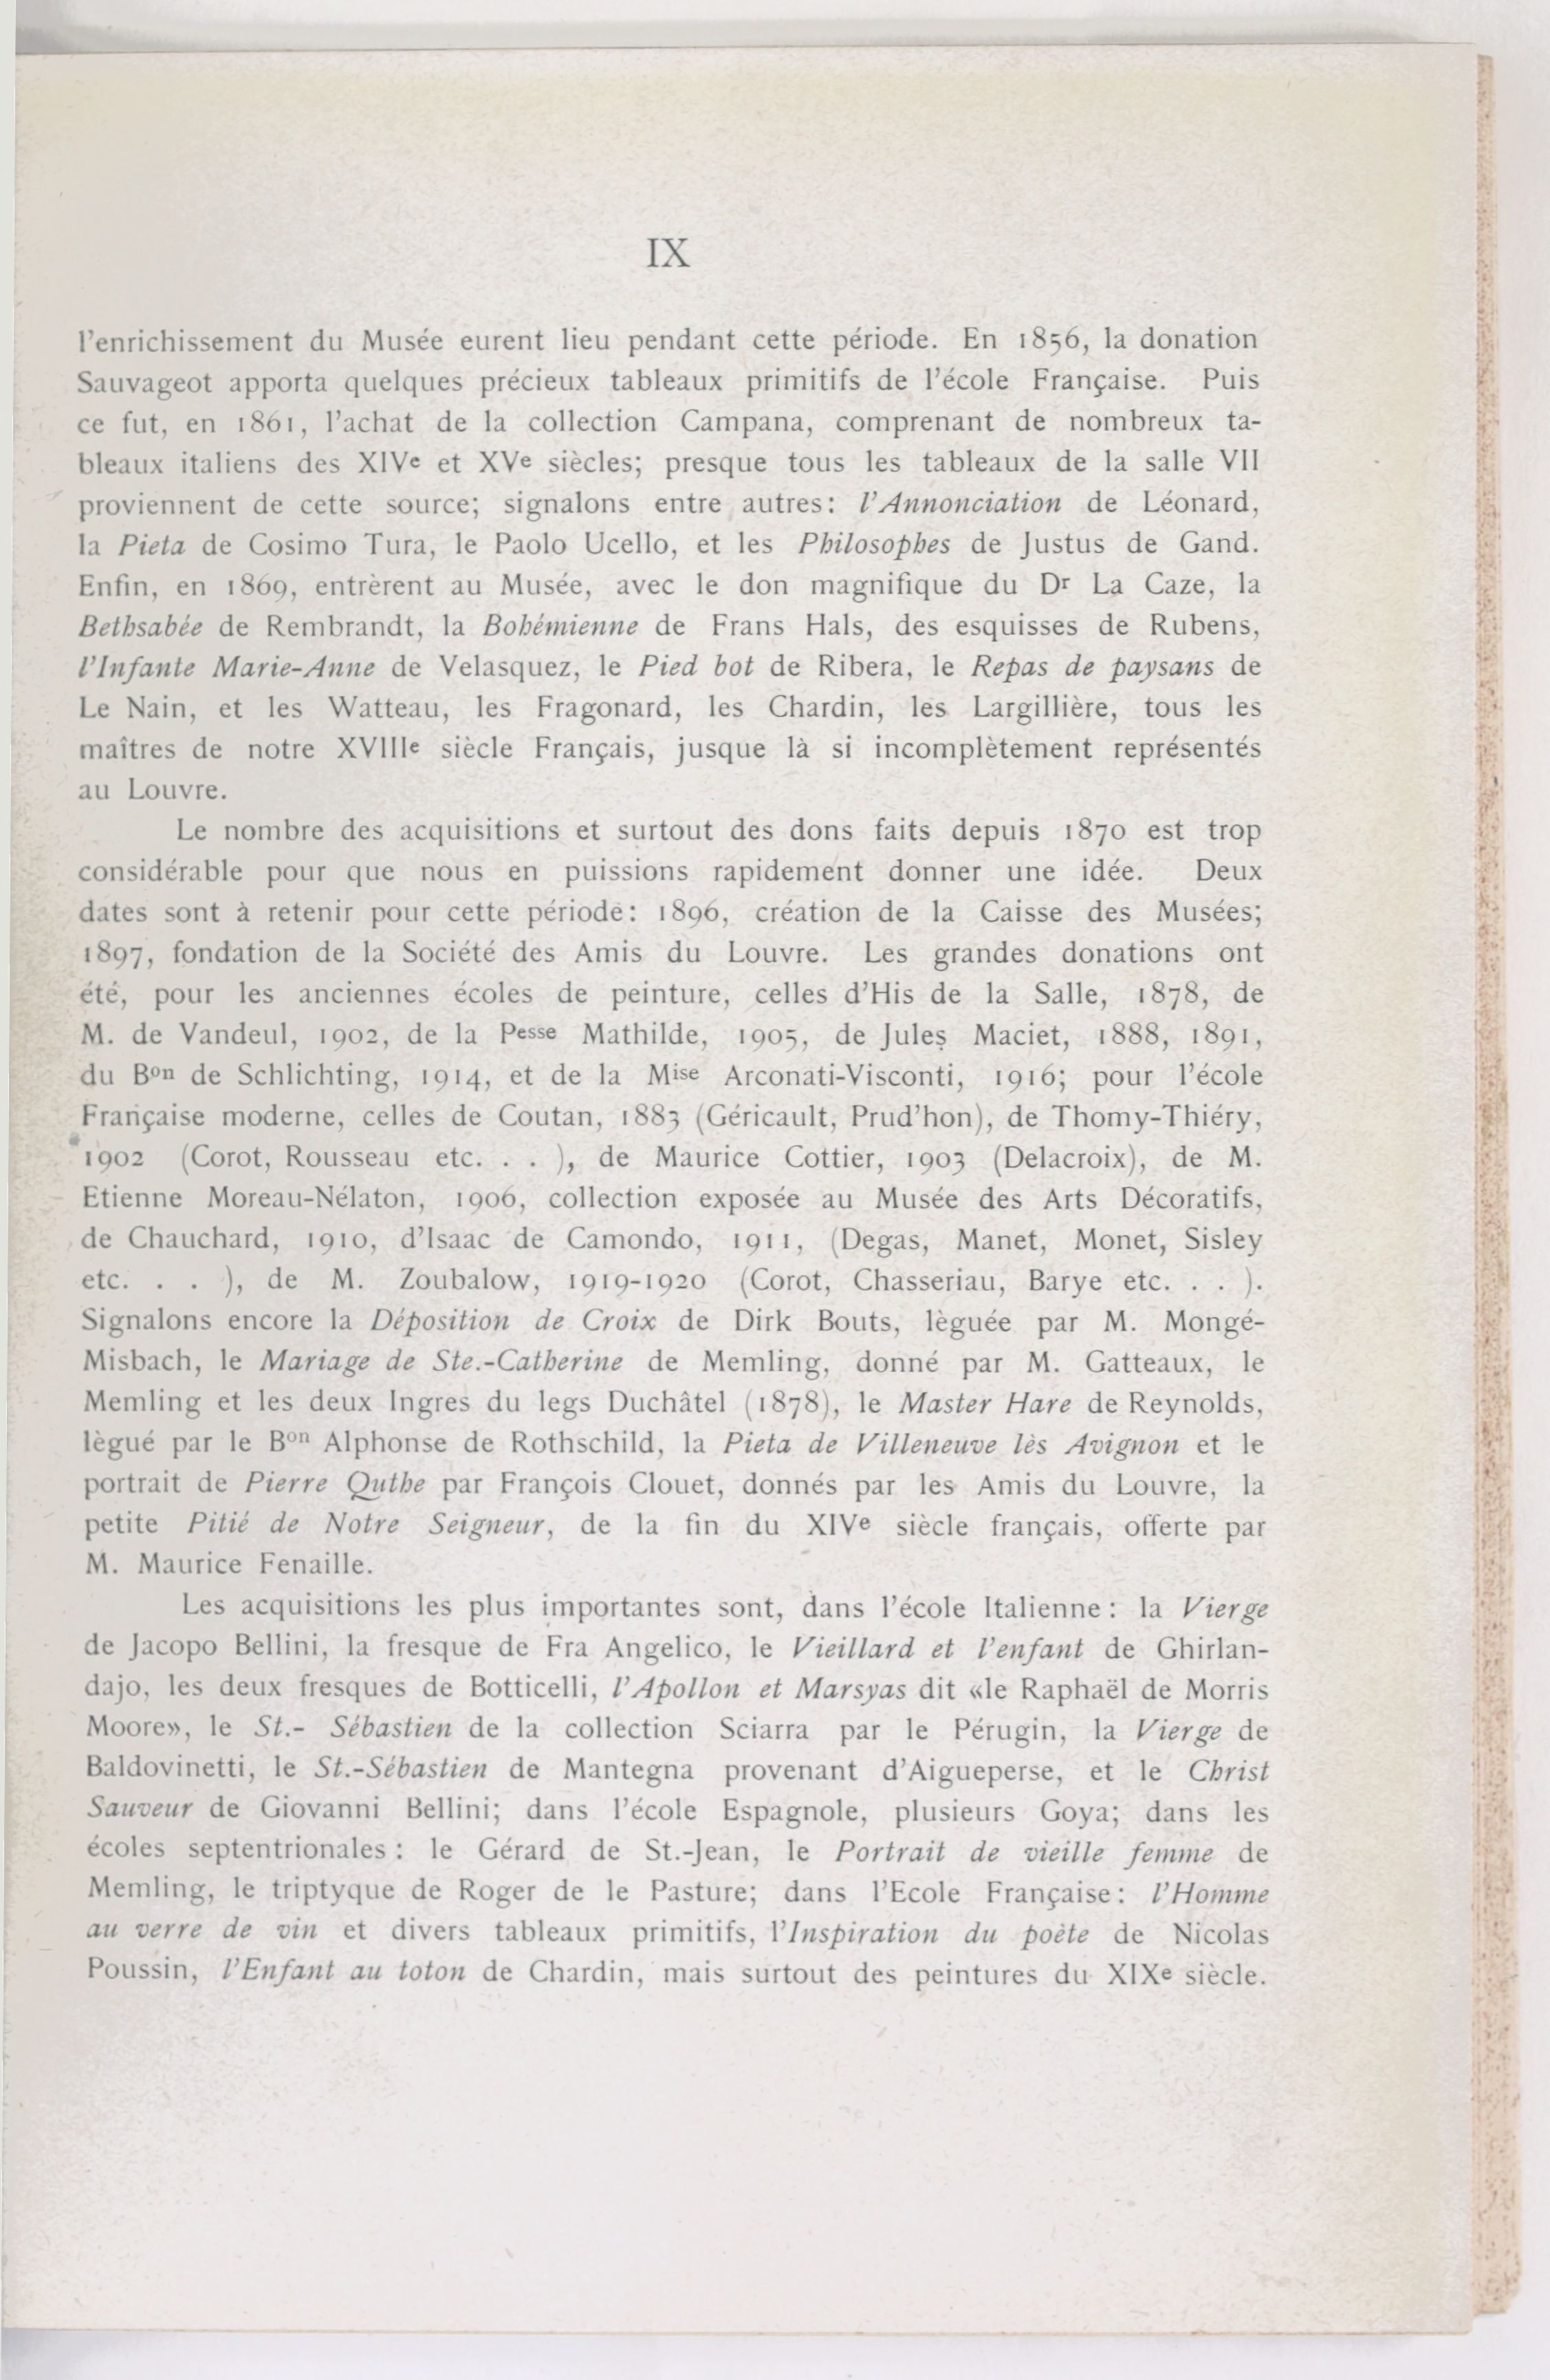 IX
l'enrichissement du Musée eurent lieu pendant cette période. En 1856, la donation
Sauvageot apporta quelques précieux tableaux primitifs de l'école Française. Puis
ce fut, en 1861, l'achat de la collection Campana, comprenant de nombreux ta-
bleaux italiens des XIVe et XVe siècles; presque tous les tableaux de la salle VII
proviennent de cette source; signalons entre autres: l'Annonciation de Léonard,
la Pieta de Cosimo Tura, le Paolo Ucello, et les Philosophes de Justus de Gand.
Enfin, en 1869, entrèrent au Musée, avec le don magnifique du Dr La Caze, la
Bethsabée de Rembrandt, la Bohémienne de Frans Hals, des esquisses de Rubens,
l'Infante Marie-Anne de Velasquez, le Pied bot de Ribera, le Repas de paysans de
Le Nain, et les Watteau, les Fragonard, les Chardin, les Largillière, tous les
maîtres de notre XVIIIe siècle Français, jusque là si incomplètement représentés
au Louvre.
Le nombre des acquisitions et surtout des dons faits depuis 1870 est trop
considérable pour que nous en puissions rapidement donner une idée. Deux
dates sont à retenir pour cette période: 1896, création de la Caisse des Musées;
1897, fondation de la Société des Amis du Louvre. Les grandes donations ont
été, pour les anciennes écoles de peinture, celles d'His de la Salle, 1878, de
M. de Vandeul, 1902, de la Pesse Mathilde, 1905, de Jules Maciet, 1888, 1891,
du Bon de Schlichting, 1914, et de la Mise Arconati-Visconti, 1916; pour l'école
Française moderne, celles de Coutan, 1883 (Géricault, Prud'hon), de Thomy-Thiéry,
1902 (Corot, Rousseau etc. . . ), de Maurice Cottier, 1903 (Delacroix), de M.
Etienne Moreau-Nélaton, 1906, collection exposée au Musée des Arts Décoratifs,
de Chauchard, 1910, d'Isaac de Camondo, 1911, (Degas, Manet, Monet, Sisley
etc. . . ), de M. Zoubalow, 1919-1920 (Corot, Chasseriau, Barye etc. . . ).
Signalons encore la Déposition de Croix de Dirk Bouts, lèguée par M. Mongé-
Misbach, le Mariage de Ste.-Catherine de Memling, donné par M. Gatteaux, le
Memling et les deux Ingres du legs Duchâtel (1878), le Master Hare de Reynolds,
lègué par le Bon Alphonse de Rothschild, la Pieta de Villeneuve lès Avignon et le
portrait de Pierre Quthe par François Clouet, donnés par les Amis du Louvre, la
petite Pitié de Notre Seigneur, de la fin du XIVe siècle français, offerte par
M. Maurice Fenaille.
Les acquisitions les plus importantes sont, dans l'école Italienne: la Vierge
de Jacopo Bellini, la fresque de Fra Angelico, le Vieillard et l'enfant de Ghirlan-
dajo, les deux fresques de Botticelli, l'Apollon et Marsyas dit «le Raphaël de Morris
Moore», le St.- Sébastien de la collection Sciarra par le Pérugin, la Vierge de
Baldovinetti, le St.-Sébastien de Mantegna provenant d'Aigueperse, et le Christ
Sauveur de Giovanni Bellini; dans l'école Espagnole, plusieurs Goya; dans les
écoles septentrionales: le Gérard de St.-Jean, le Portrait de vieille femme de
Memling, le triptyque de Roger de le Pasture; dans l'Ecole Française: l'Homme
au verre de vin et divers tableaux primitifs, l'Inspiration du poète de Nicolas
Poussin, l'Enfant au toton de Chardin, mais surtout des peintures du XIXe siècle.